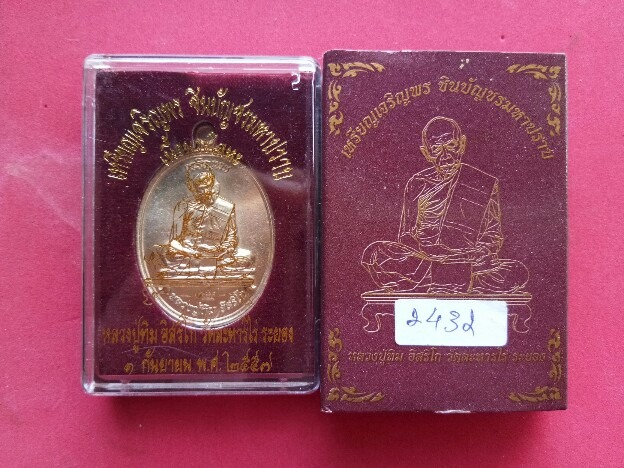 เหรียญเจริญพร ชินบัญชรมหาปราบ
หลวงปู่ทิม อิสริโก วัดละหารไร่ ระยอง
๑ กันยายน พ.ศ.๒๕๕๗
เหรียญเจริญพร ชินบัญชรมหาปราบ
2432
หลวงปู่ทิม อิสริโก วัดละหารไร่ ระยอง